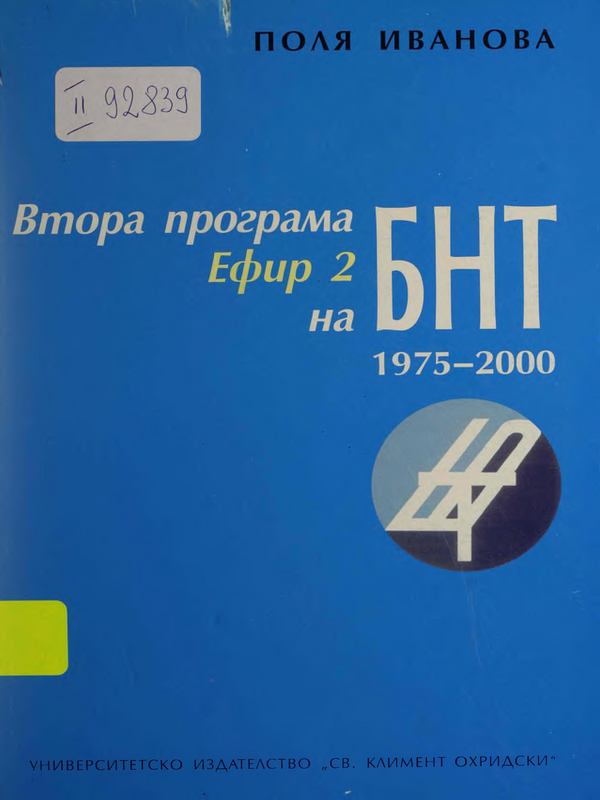 ПОЛЯ ИВАНОВА
II 92839
Втора програма
Ефир 2
на
БНТ
1975–2000
УНИВЕРСИТЕТСКО ИЗДАТЕЛСТВО „СВ. КЛИМЕНТ ОХРИДСКИ“